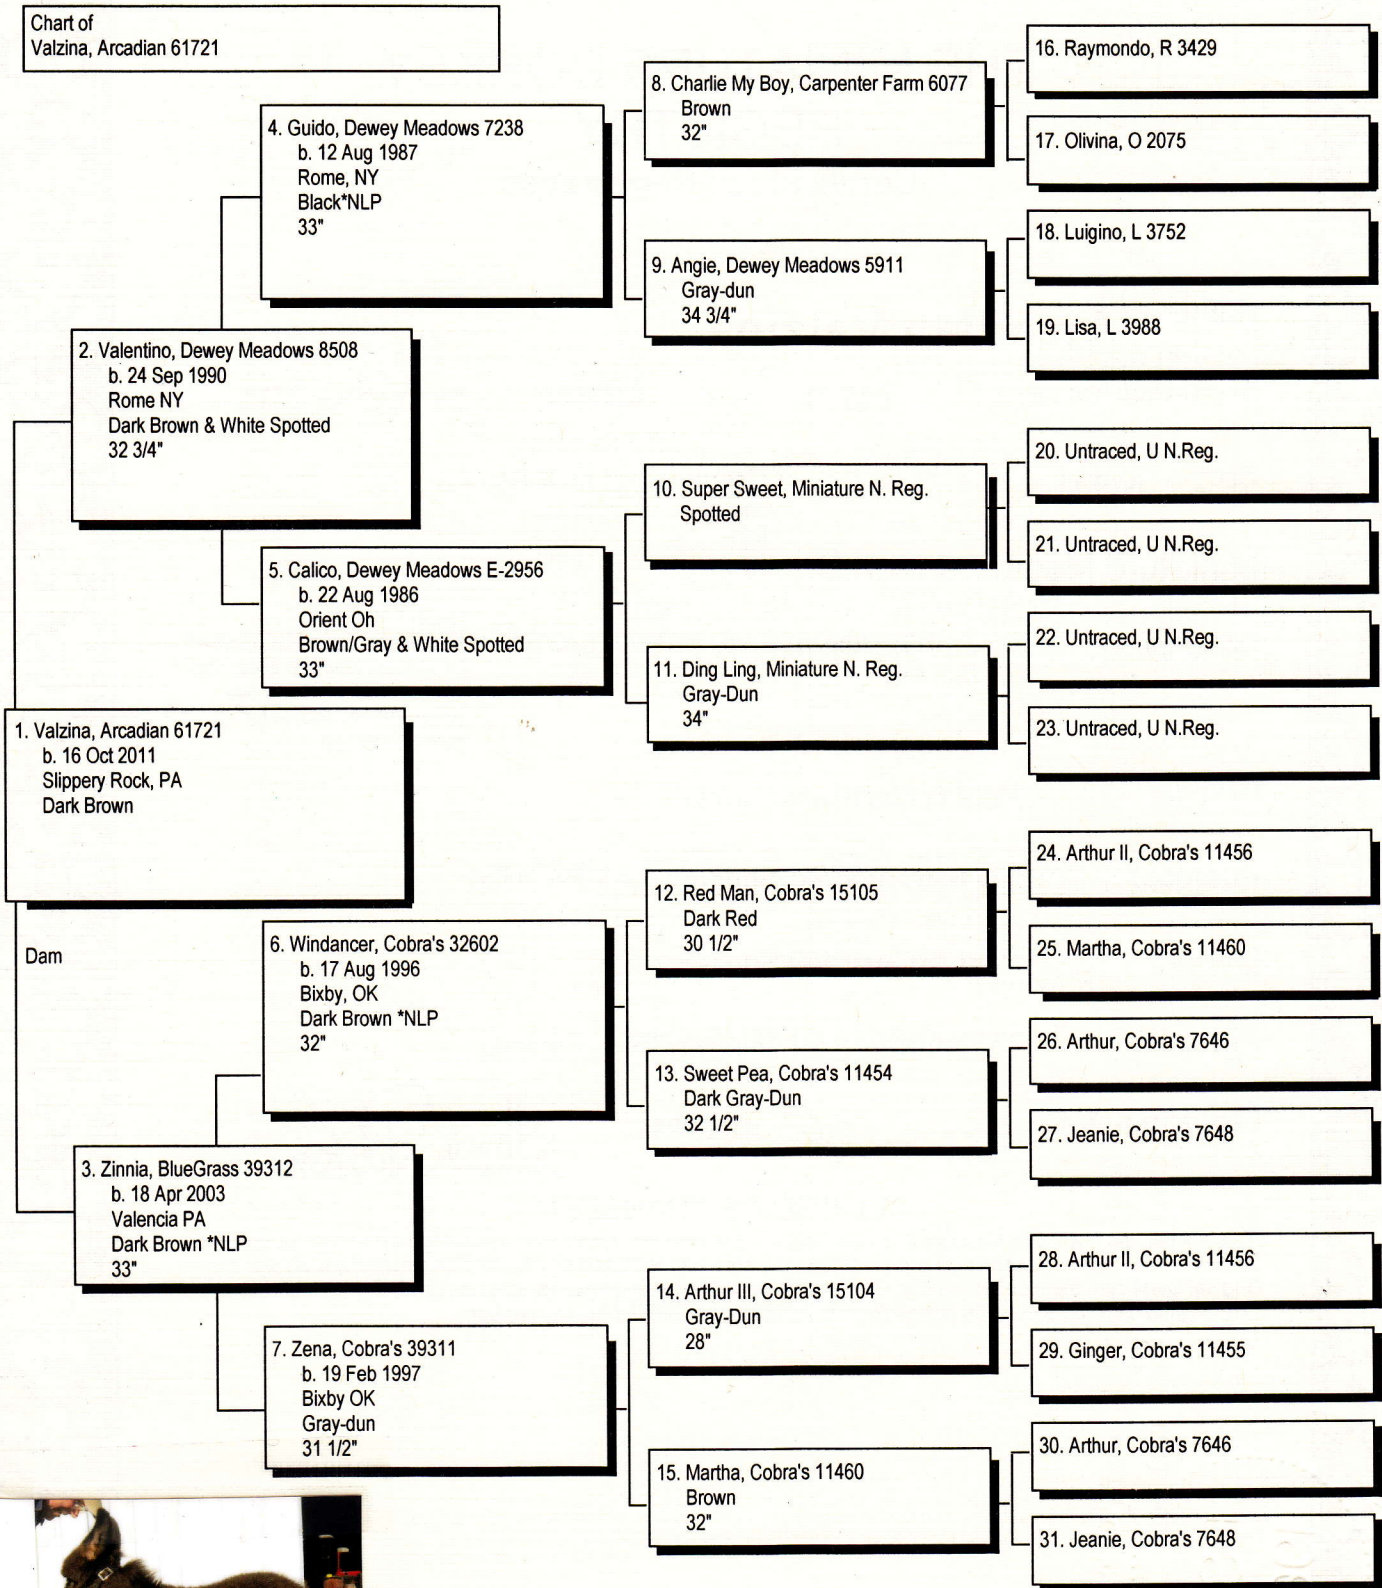 Chart of
Valzina, Arcadian 61721
16. Raymondo, R 3429
8. Charlie My Boy, Carpenter Farm 6077
Brown
32"
17. Olivina, O 2075
4. Guido, Dewey Meadows 7238
b. 12 Aug 1987
Rome, NY
Black*NLP
33"
18. Luigino, L 3752
9. Angie, Dewey Meadows 5911
Gray-dun
34 3/4"
19. Lisa, L 3988
2. Valentino, Dewey Meadows 8508
b. 24 Sep 1990
Rome NY
Dark Brown & White Spotted
32 3/4"
20. Untraced, U N.Reg.
10. Super Sweet, Miniature N. Reg.
Spotted
21. Untraced, U N.Reg.
5. Calico, Dewey Meadows E-2956
b. 22 Aug 1986
Orient Oh
Brown/Gray & White Spotted
33"
22. Untraced, U N.Reg.
11. Ding Ling, Miniature N. Reg.
Gray-Dun
34"
23. Untraced, U N.Reg.
1. Valzina, Arcadian 61721
b. 16 Oct 2011
Slippery Rock, PA
Dark Brown
24. Arthur II, Cobra's 11456
12. Red Man, Cobra's 15105
Dark Red
30 1/2"
25. Martha, Cobra's 11460
Dam
6. Windancer, Cobra's 32602
b. 17 Aug 1996
Bixby, OK
Dark Brown *NLP
32"
26. Arthur, Cobra's 7646
13. Sweet Pea, Cobra's 11454
Dark Gray-Dun
32 1/2"
27. Jeanie, Cobra's 7648
3. Zinnia, BlueGrass 39312
b. 18 Apr 2003
Valencia PA
Dark Brown *NLP
33"
28. Arthur II, Cobra's 11456
14. Arthur III, Cobra's 15104
Gray-Dun
28"
29. Ginger, Cobra's 11455
7. Zena, Cobra's 39311
b. 19 Feb 1997
Bixby OK
Gray-dun
31 1/2"
30. Arthur, Cobra's 7646
15. Martha, Cobra's 11460
Brown
32"
31. Jeanie, Cobra's 7648